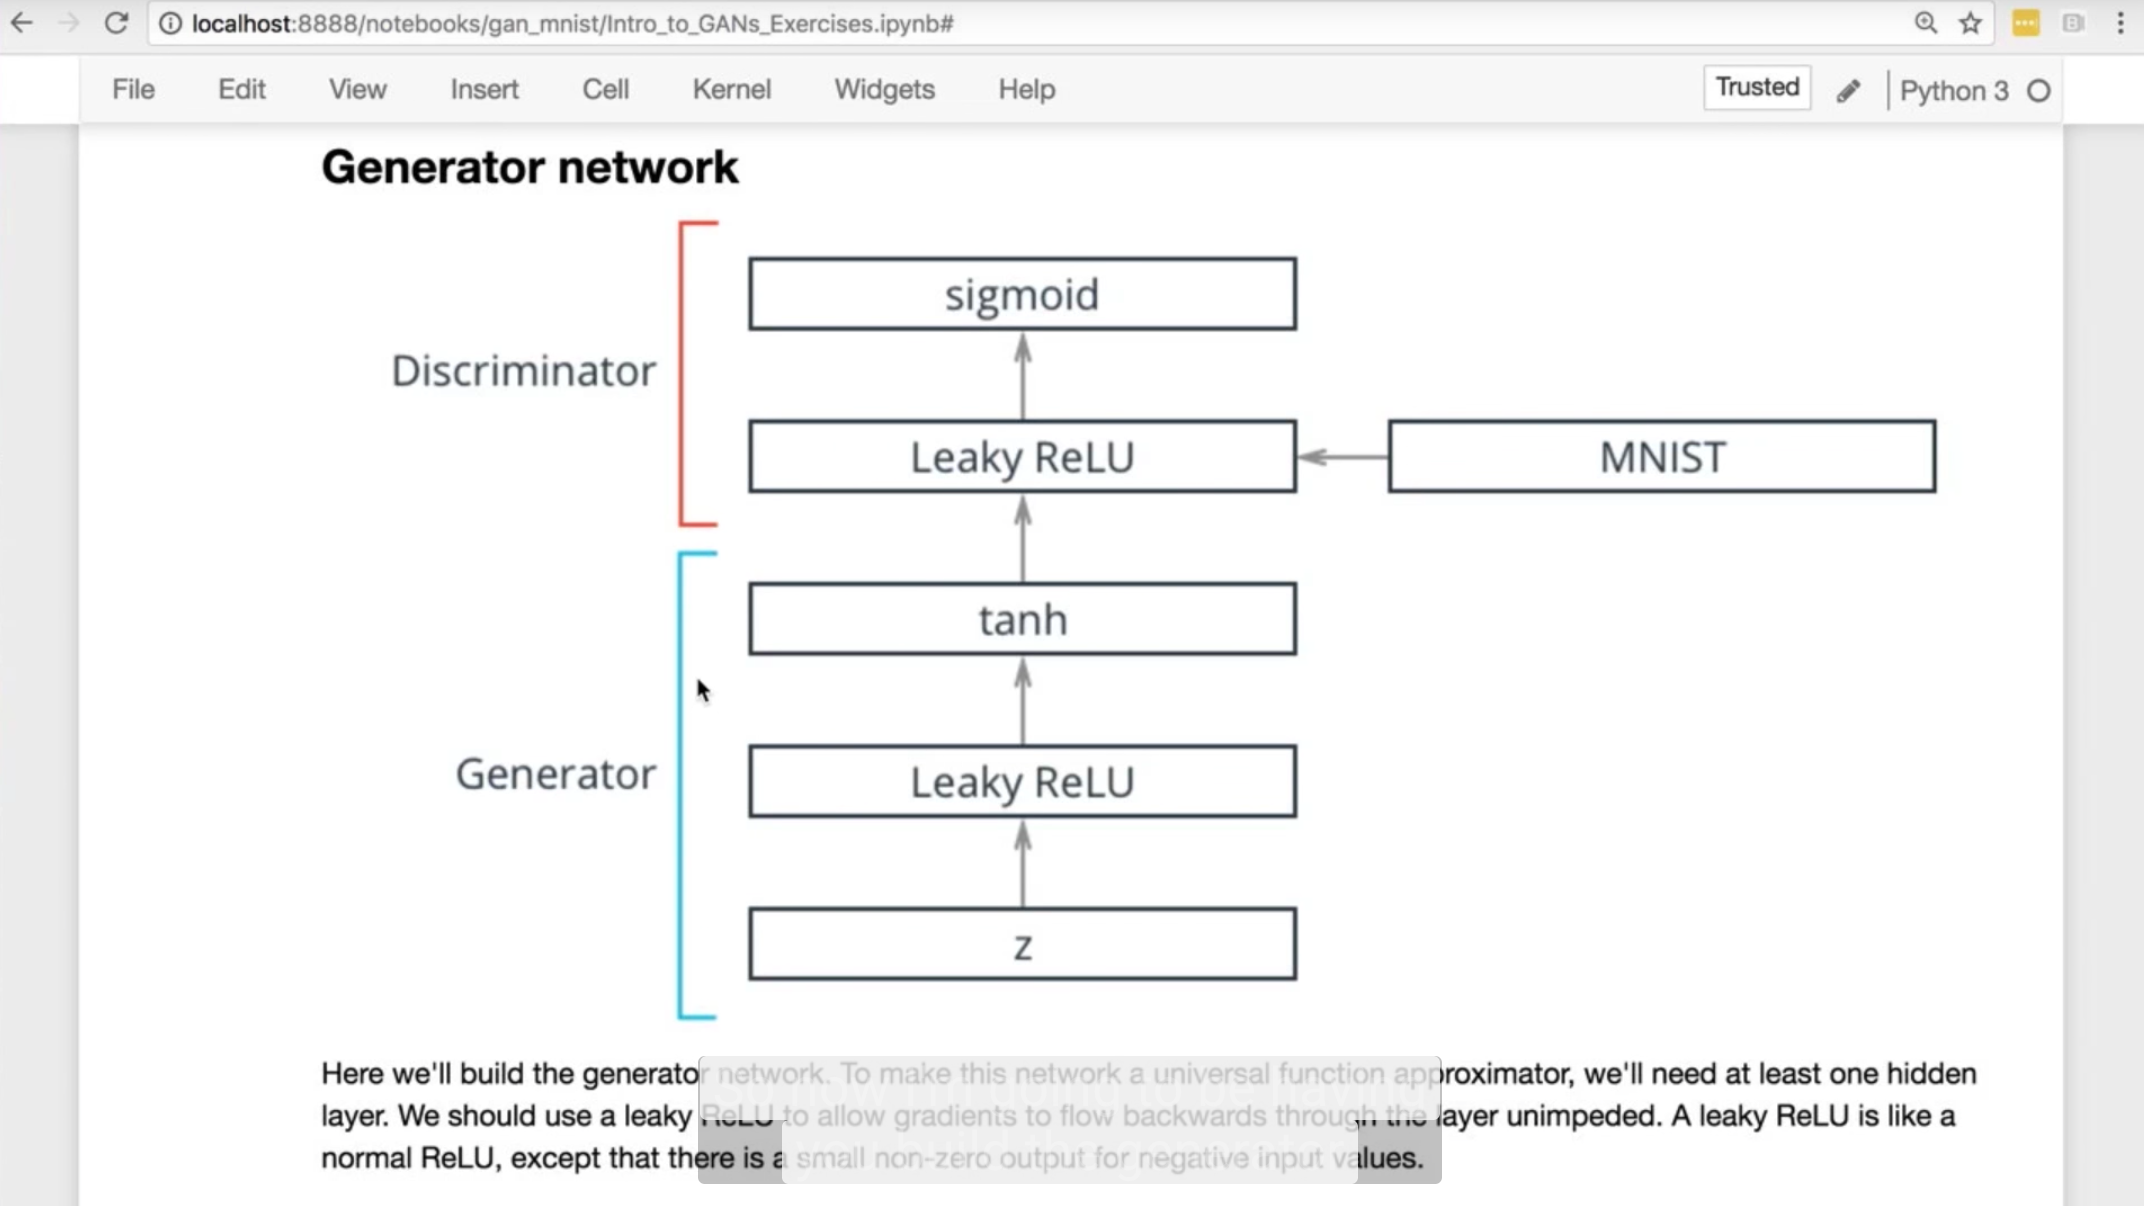 localhost:8888/notebooks/gan_mnist/Intro_to_GANs_Exercises.ipynb#
File Edit View Insert Cell Kernel Widgets Help Trusted Python 3
Generator network
sigmoid
Discriminator
Leaky ReLU MNIST
tanh
Generator
Leaky ReLU
z
Here we'll build the generator network. To make this network a universal function approximator, we'll need at least one hidden
layer. We should use a leaky ReLU to allow gradients to flow backwards through the layer unimpeded. A leaky ReLU is like a
normal ReLU, except that there is a small non-zero output for negative input values.